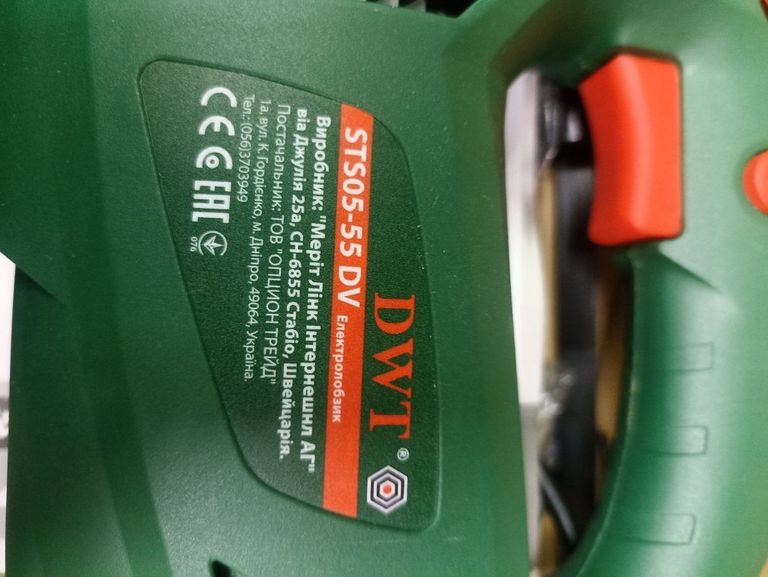 DWT®
STS05-55 DV Електролобзик
Виробник: "Меріт Лінк Інтернешнл АГ"
віа Джулія 25а, CH-6855 Стабіо, Швейцарія.
Постачальник: ТОВ "ОПЦИОН ТРЕЙД"
1а, вул. К.Гордієнко, м. Дніпро, 49064, Україна.
Тел.: (056)3703949
CE EAC
076